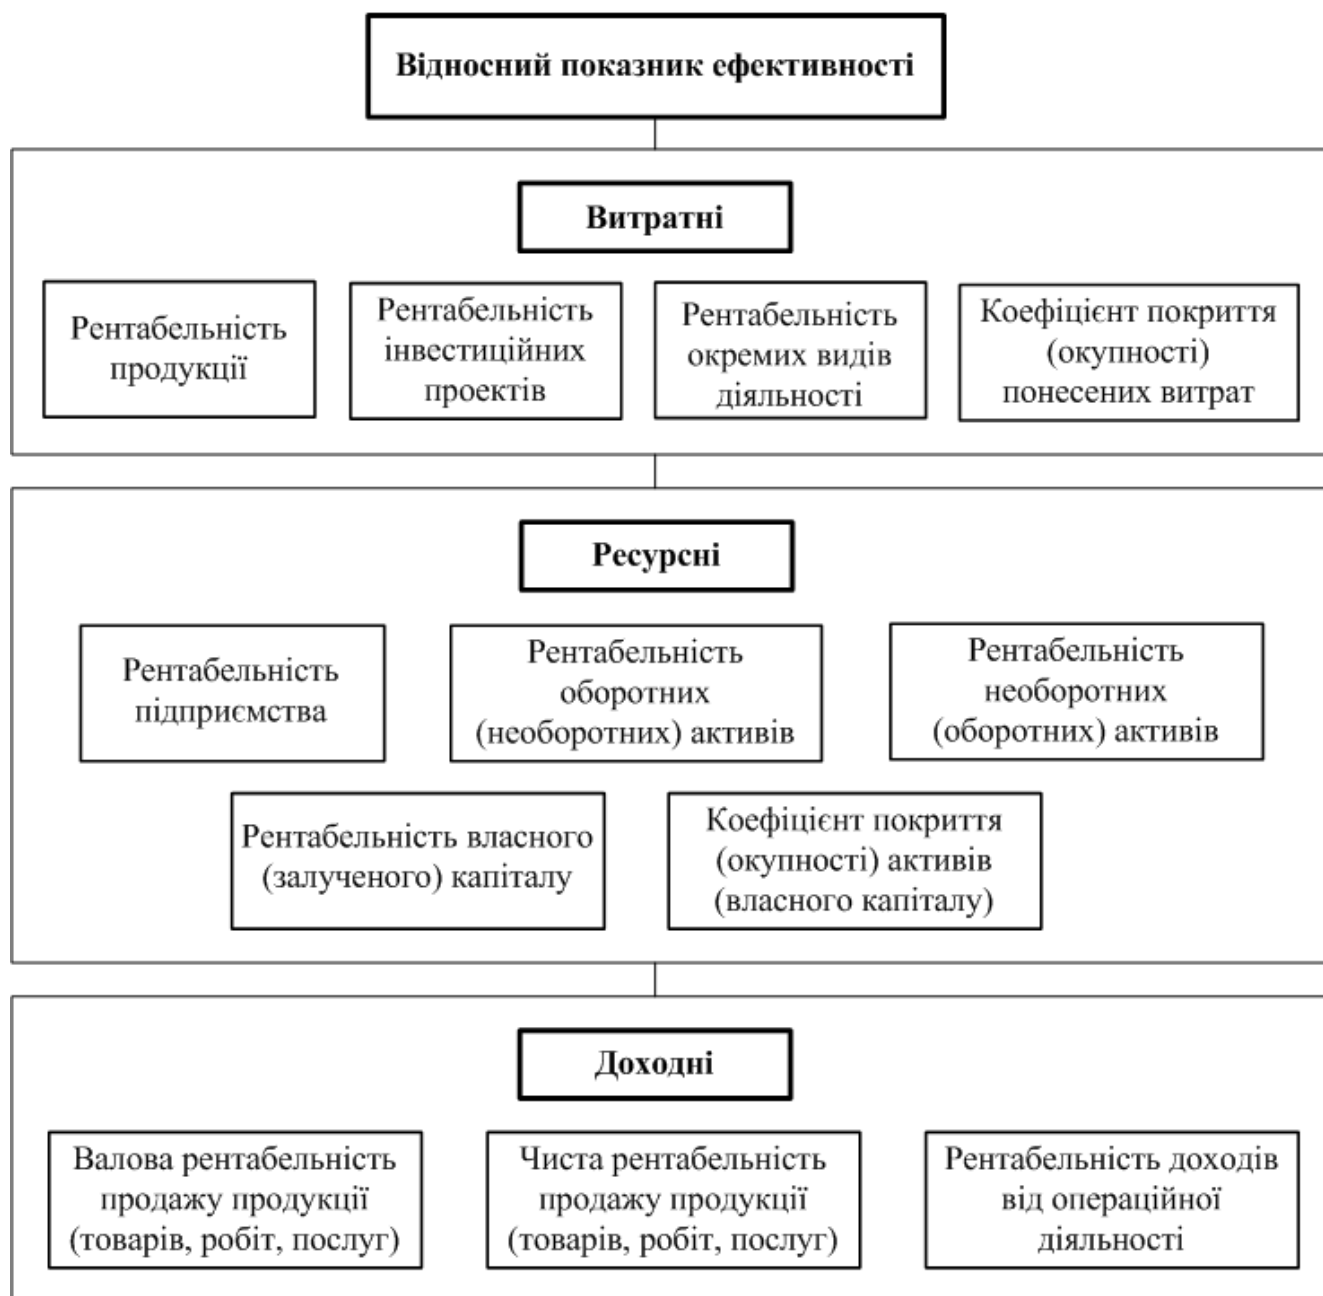 Відносний показник ефективності
Витратні
Рентабельність
продукції
Рентабельність
інвестиційних
проектів
Рентабельність
окремих видів
діяльності
Коефіцієнт покриття
(окупності)
понесених витрат
Ресурсні
Рентабельність
підприємства
Рентабельність
оборотних
(необоротних) активів
Рентабельність
необоротних
(оборотних) активів
Рентабельність власного
(залученого) капіталу
Коефіцієнт покриття
(окупності) активів
(власного капіталу)
Доходні
Валова рентабельність
продажу продукції
(товарів, робіт, послуг)
Чиста рентабельність
продажу продукції
(товарів, робіт, послуг)
Рентабельність доходів
від операційної
діяльності